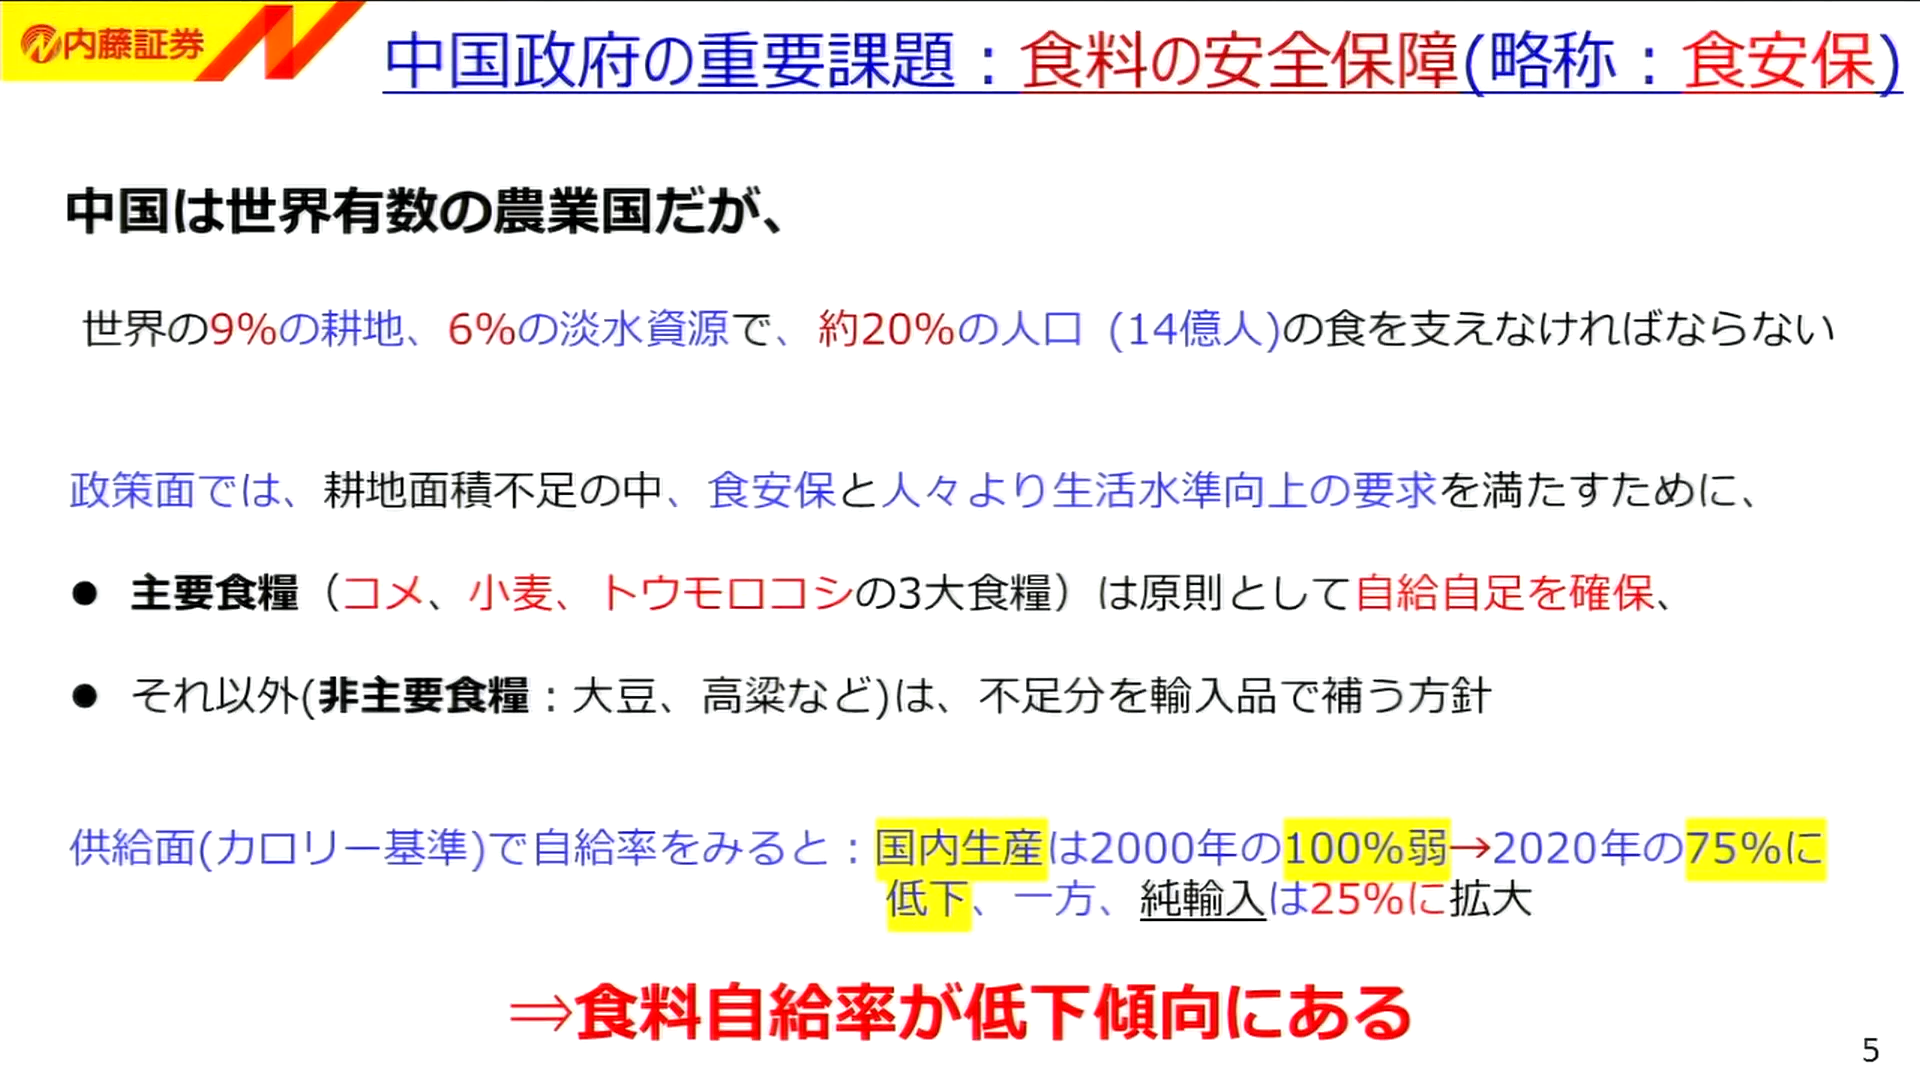 内藤証券
中国政府の重要課題：食料の安全保障(略称：食安保)
中国は世界有数の農業国だが、
世界の9%の耕地、6%の淡水資源で、約20%の人口 (14億人)の食を支えなければならない
政策面では、耕地面積不足の中、食安保と人々より生活水準向上の要求を満たすために、
● 主要食糧（コメ、小麦、トウモロコシの3大食糧）は原則として自給自足を確保、
● それ以外(非主要食糧：大豆、高粱など)は、不足分を輸入品で補う方針
供給面(カロリー基準)で自給率をみると：国内生産は2000年の100%弱→2020年の75%に
低下、一方、純輸入は25%に拡大
⇒食料自給率が低下傾向にある
5